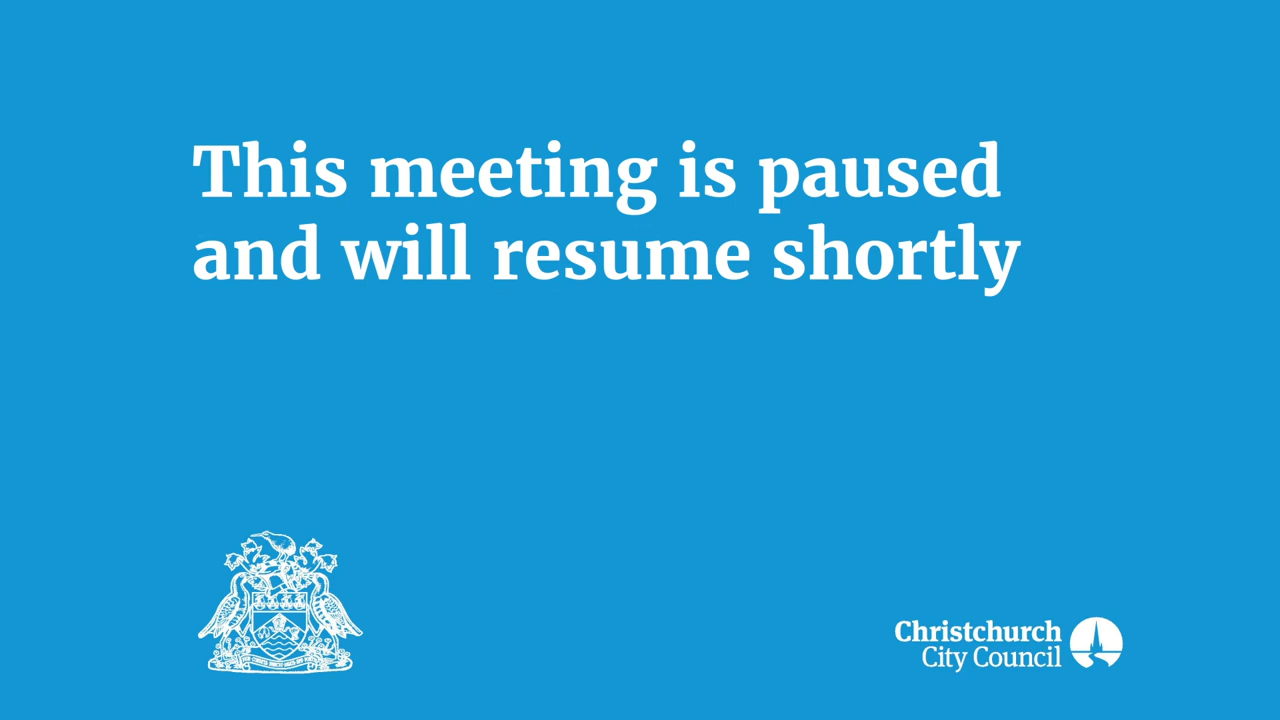 This meeting is paused
and will resume shortly
Christchurch
City Council